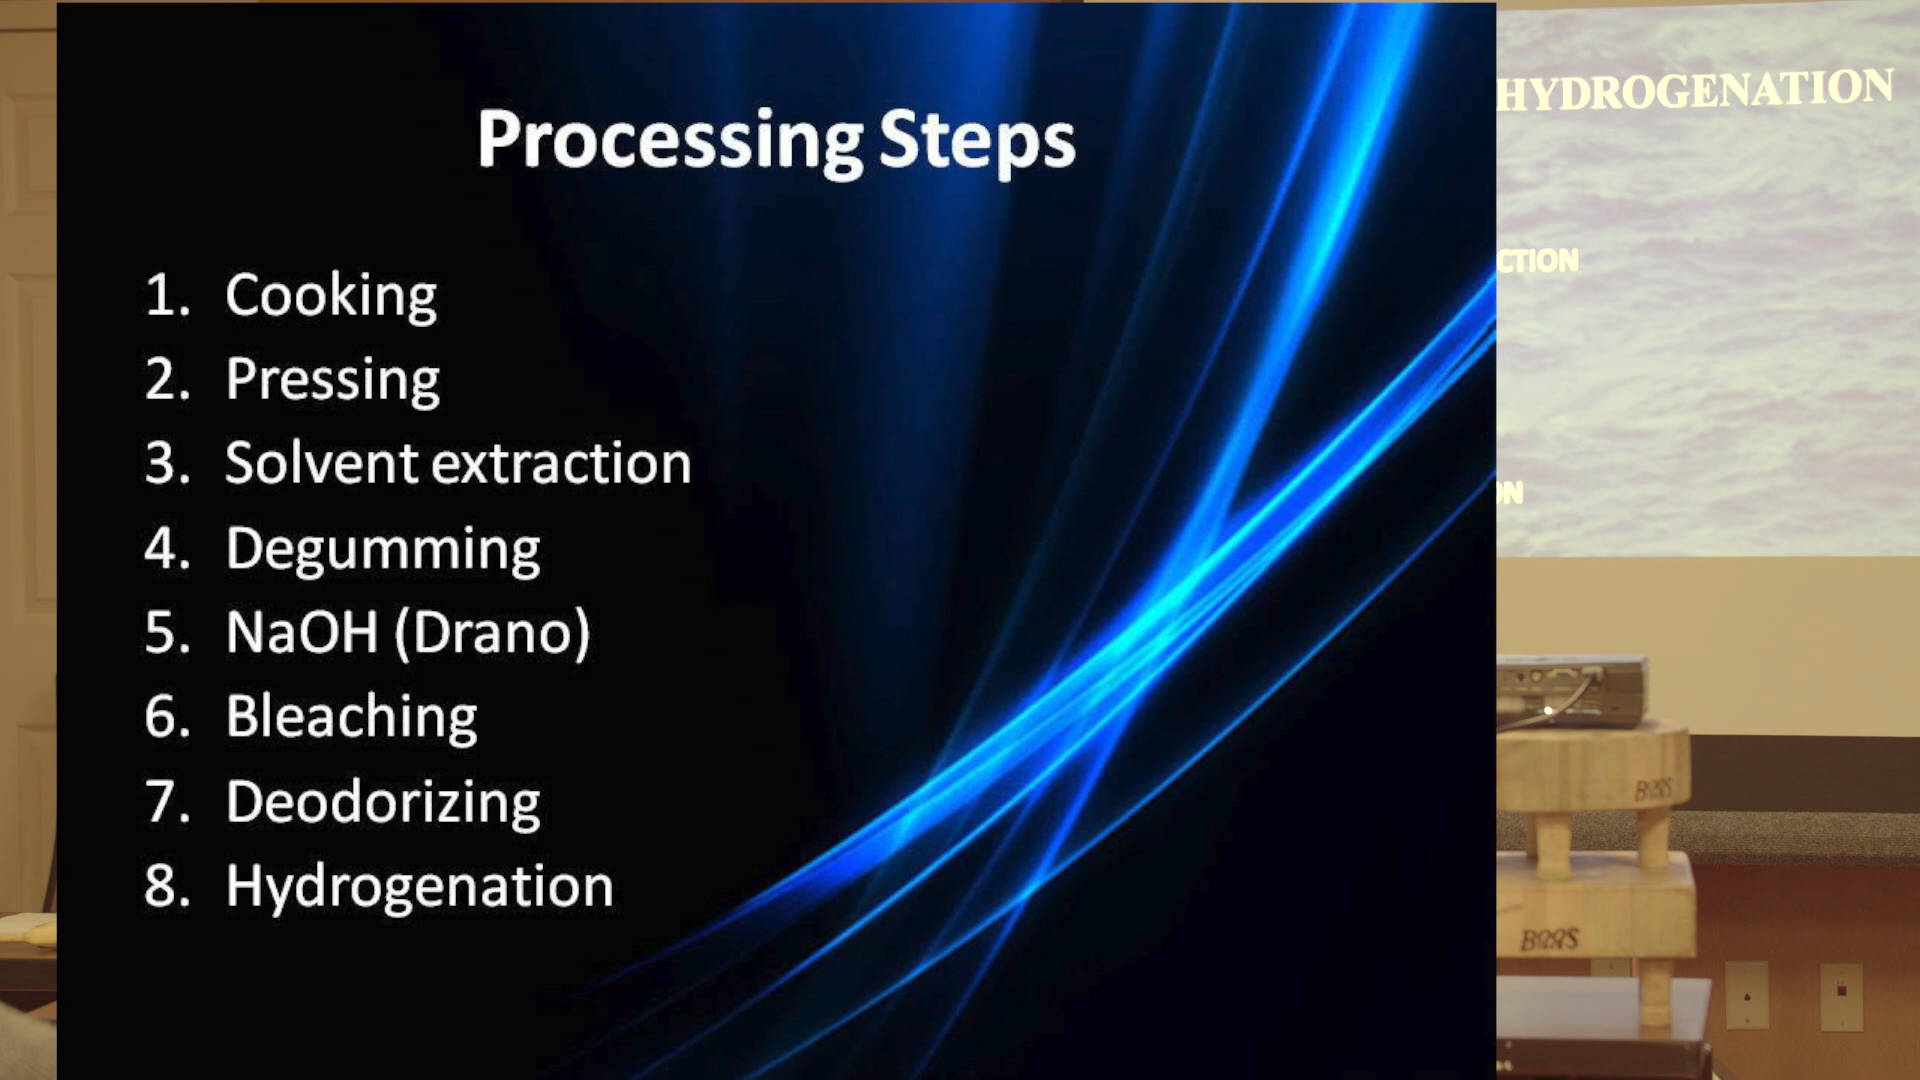 Processing Steps
1. Cooking
2. Pressing
3. Solvent extraction
4. Degumming
5. NaOH (Drano)
6. Bleaching
7. Deodorizing
8. Hydrogenation
HYDROGENATION
CTION
ON
BOOS
BOOS